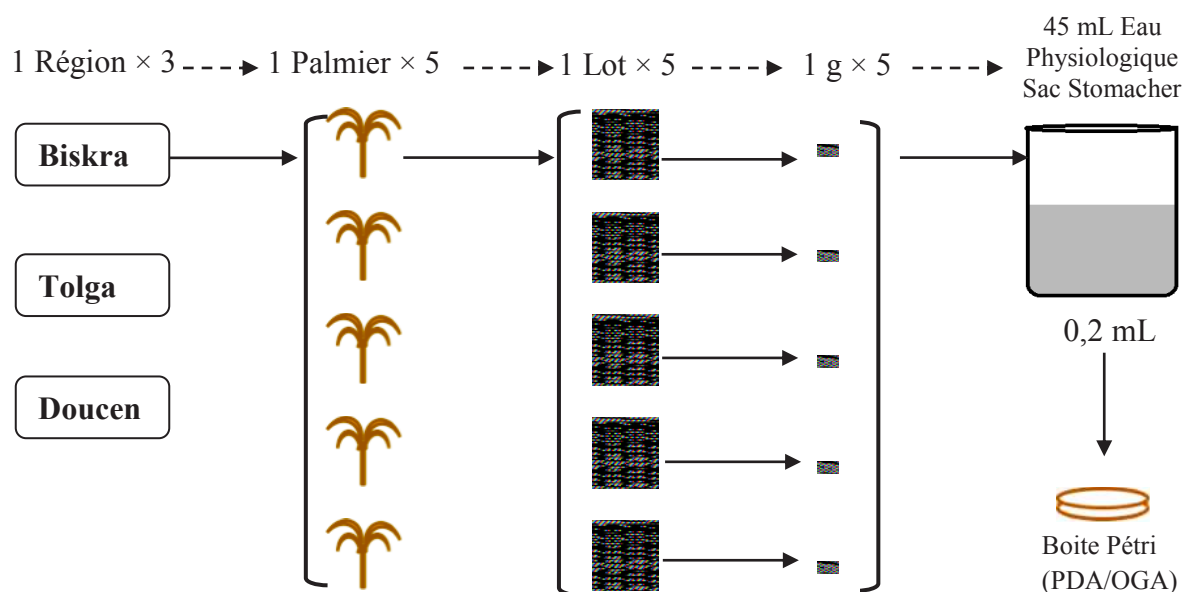 45 mL Eau
Physiologique
Sac Stomacher
1 Région × 3
1 Palmier × 5
1 Lot × 5
1 g × 5
Biskra
Tolga
Doucen
0,2 mL
Boite Pétri
(PDA/OGA)